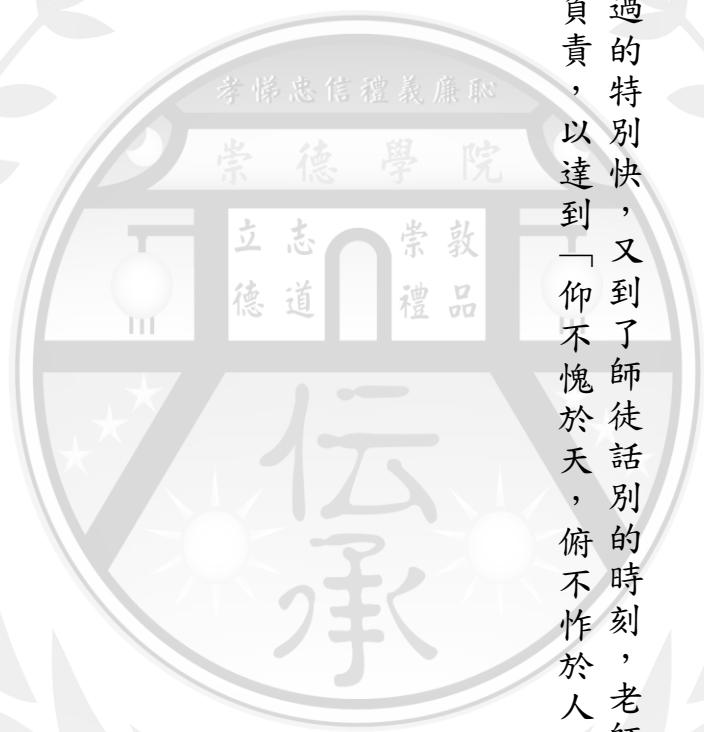 過的特別快，又到了師徒話別的時刻，老師
負責，以達到「仰不愧於天，俯不怍於人
孝悌忠信禮義廉恥
崇德學院
立志
德道
崇敦
禮品
伝承